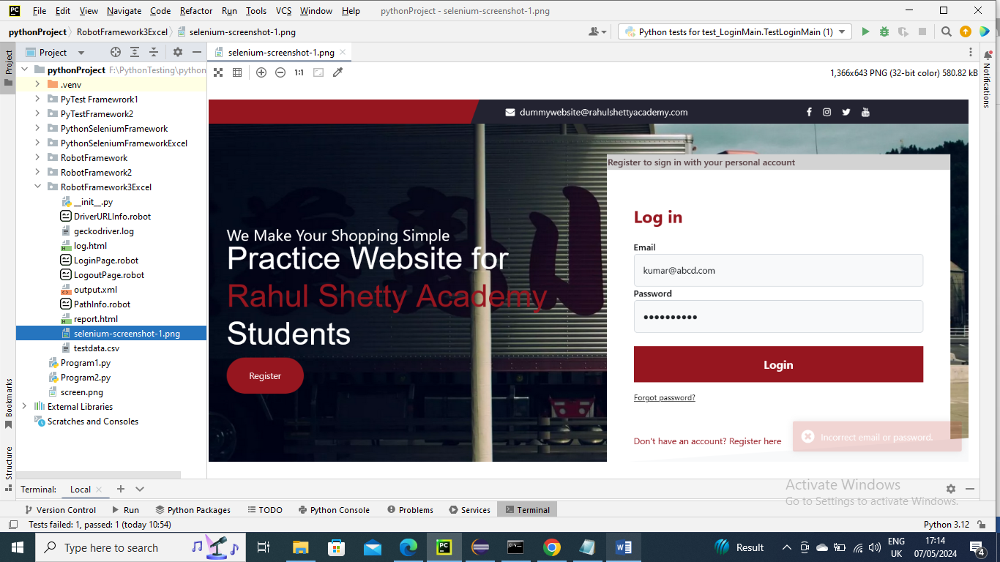 File Edit View Navigate Code Refactor Run Tools VCS Window Help pythonProject - selenium-screenshot-1.png
pythonProject RobotFramework3Excel selenium-screenshot-1.png
Python tests for test_LoginMain.TestLoginMain (1)
Project
selenium-screenshot-1.png
1:1
1,366x643 PNG (32-bit color) 580.82 kB
Project
Bookmarks
Structure
Notifications
pythonProject F:\PythonTesting\python
.venv
PyTest Framewrork1
PyTestFramework2
PythonSeleniumFramework
PythonSeleniumFrameworkExcel
RobotFramework
RobotFramework2
RobotFramework3Excel
__init__.py
DriverURLInfo.robot
geckodriver.log
log.html
LoginPage.robot
LogoutPage.robot
output.xml
PathInfo.robot
report.html
selenium-screenshot-1.png
testdata.csv
Program1.py
Program2.py
screen.png
External Libraries
Scratches and Consoles
dummywebsite@rahulshettyacademy.com
We Make Your Shopping Simple
Practice Website for
Rahul Shetty Academy
Students
Register
Register to sign in with your personal account
Log in
Email
kumar@abcd.com
Password
Login
Forgot password?
Don't have an account? Register here
Incorrect email or password.
Activate Windows
Go to Settings to activate Windows.
Terminal: Local
Version Control Run Python Packages TODO Python Console Problems Services Terminal
Tests failed: 1, passed: 1 (today 10:54)
Python 3.12
Type here to search
Result
ENG
UK
17:14
07/05/2024
4